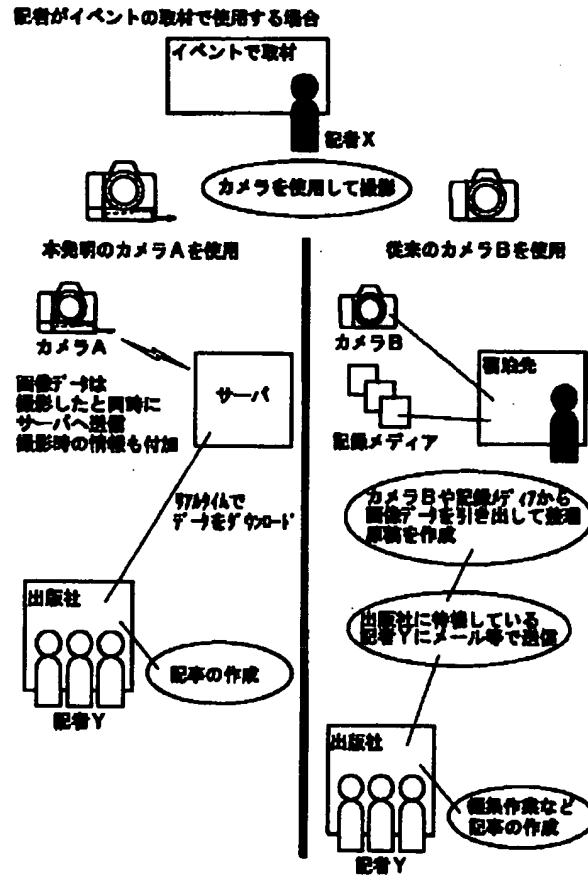 記者がイベントの取材で使用する場合
イベントで取材
記者X
カメラを使用して撮影
本発明のカメラAを使用
従来のカメラBを使用
カメラA
画像データは
撮影したと同時に
サーバへ送信
撮影時の情報も付加
サーバ
リアルタイムで
データをダウンロード
出版社
記事の作成
記者Y
カメラB
記録メディア
宿泊先
カメラBや記録メディアから
画像データを引き出して整理
原稿を作成
出版社に待機している
記者Yにメール等で送信
出版社
編集作業など
記事の作成
記者Y